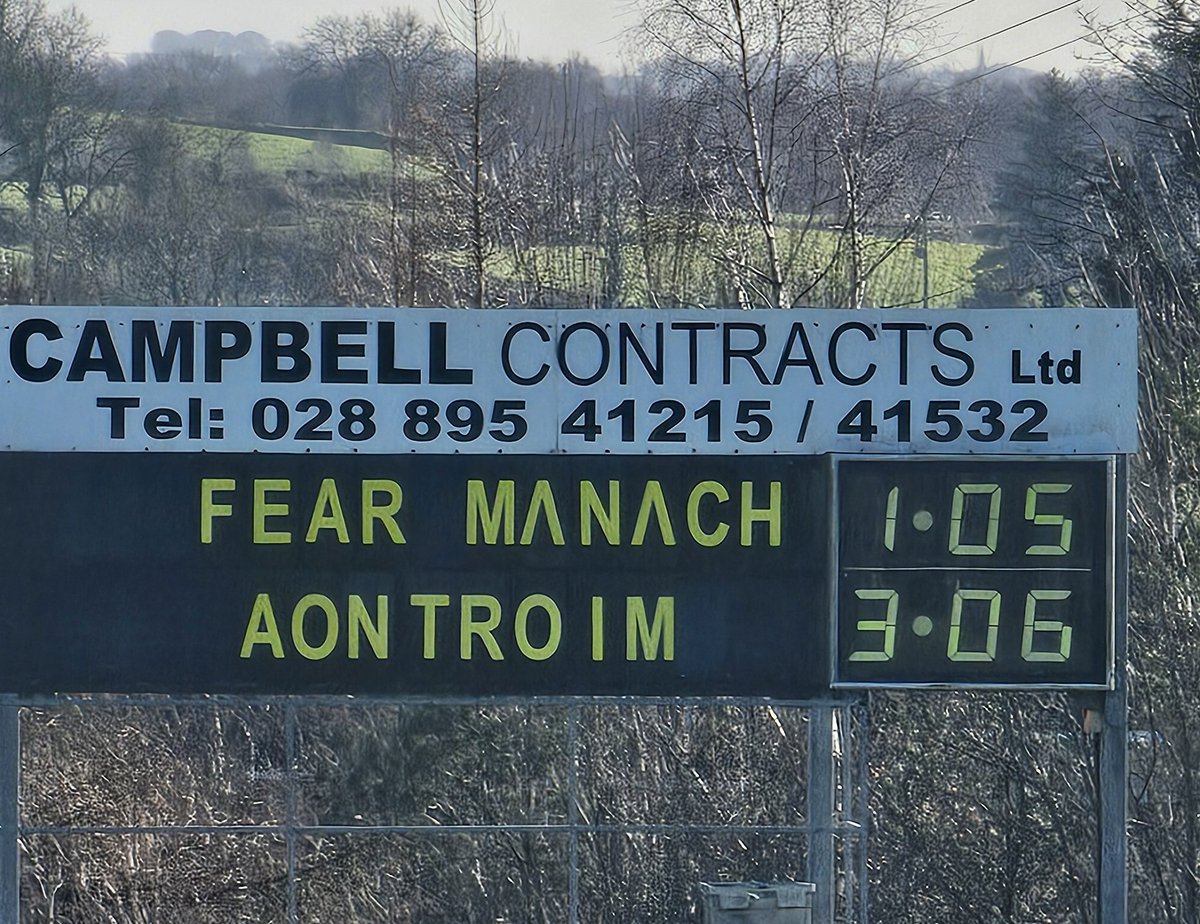 CAMPBELL CONTRACTS Ltd
Tel: 028 895 41215 / 41532
FEAR MANACH 1·05
AONTROIM 3·06